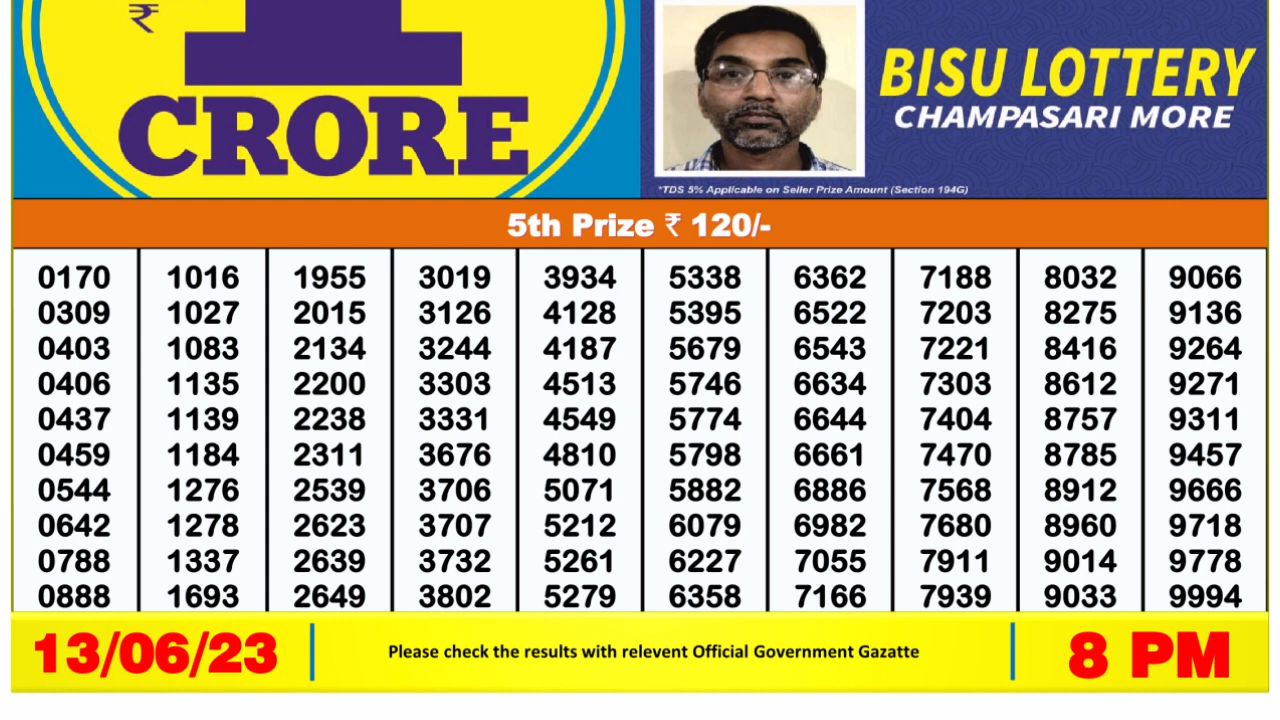 ₹ 1
CRORE
BISU LOTTERY
CHAMPASARI MORE
*TDS 5% Applicable on Seller Prize Amount (Section 194G)
5th Prize ₹ 120/-
0170 1016 1955 3019 3934 5338 6362 7188 8032 9066
0309 1027 2015 3126 4128 5395 6522 7203 8275 9136
0403 1083 2134 3244 4187 5679 6543 7221 8416 9264
0406 1135 2200 3303 4513 5746 6634 7303 8612 9271
0437 1139 2238 3331 4549 5774 6644 7404 8757 9311
0459 1184 2311 3676 4810 5798 6661 7470 8785 9457
0544 1276 2539 3706 5071 5882 6886 7568 8912 9666
0642 1278 2623 3707 5212 6079 6982 7680 8960 9718
0788 1337 2639 3732 5261 6227 7055 7911 9014 9778
0888 1693 2649 3802 5279 6358 7166 7939 9033 9994
13/06/23
Please check the results with relevent Official Government Gazatte
8 PM